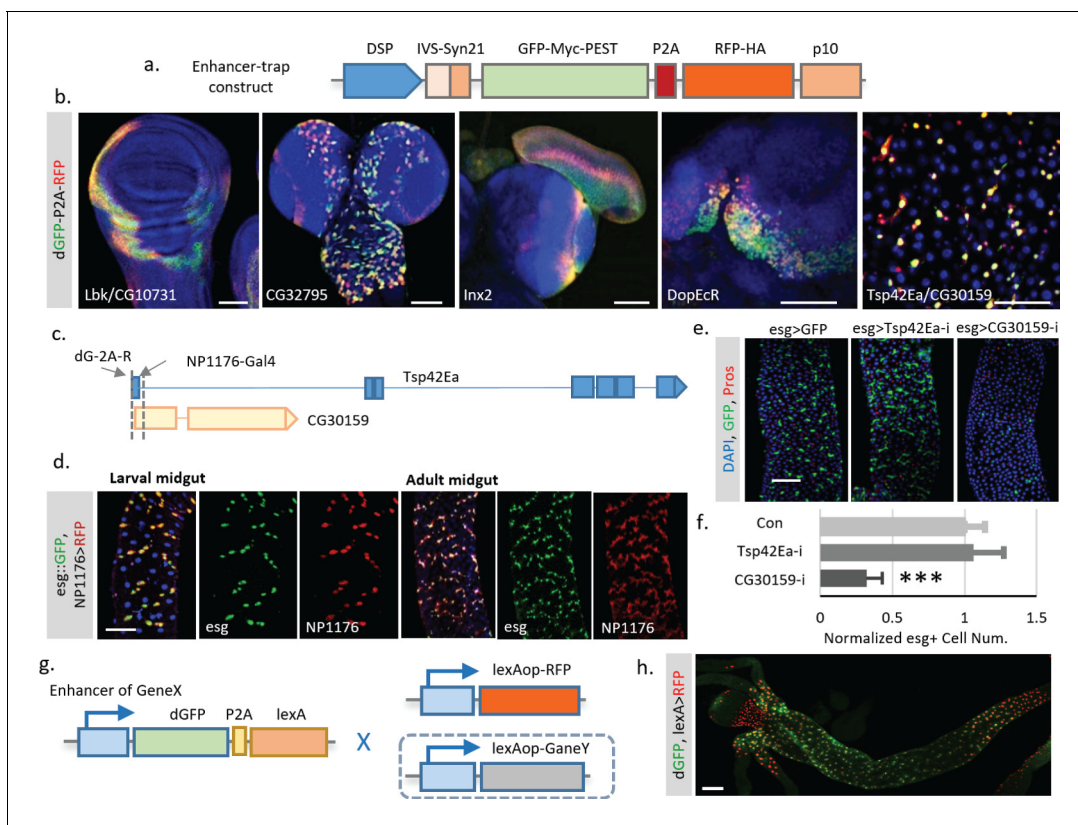 a.
Enhancer-trap
construct
DSP IVS-Syn21 GFP-Myc-PEST P2A RFP-HA p10
b.
dGFP-P2A-RFP
Lbk/CG10731
CG32795
Inx2
DopEcR
Tsp42Ea/CG30159
c.
dG-2A-R
NP1176-Gal4
Tsp42Ea
CG30159
d.
Larval midgut
Adult midgut
esg::GFP,
NP1176>RFP
esg
NP1176
esg
NP1176
e.
esg>GFP esg>Tsp42Ea-i esg>CG30159-i
DAPI, GFP, Pros
f.
Con
Tsp42Ea-i
CG30159-i
***
0 0.5 1 1.5
Normalized esg+ Cell Num.
g.
Enhancer of GeneX
dGFP P2A lexA
X
lexAop-RFP
lexAop-GaneY
h.
dGFP, lexA>RFP